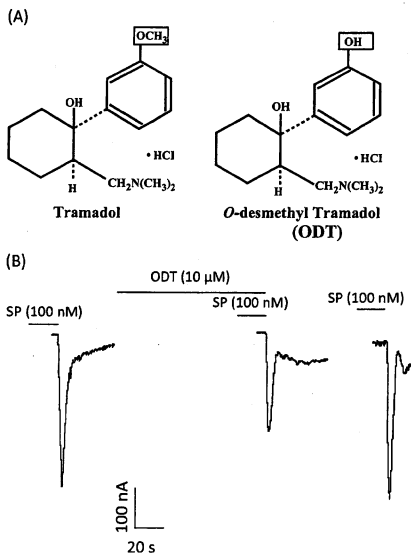 (A)
OCH₃
OH
• HCl
H
CH₂N(CH₃)₂
Tramadol
OH
OH
• HCl
H
CH₂N(CH₃)₂
O-desmethyl Tramadol
(ODT)
(B)
ODT (10 µM)
SP (100 nM)
SP (100 nM)
SP (100 nM)
100 nA
20 s